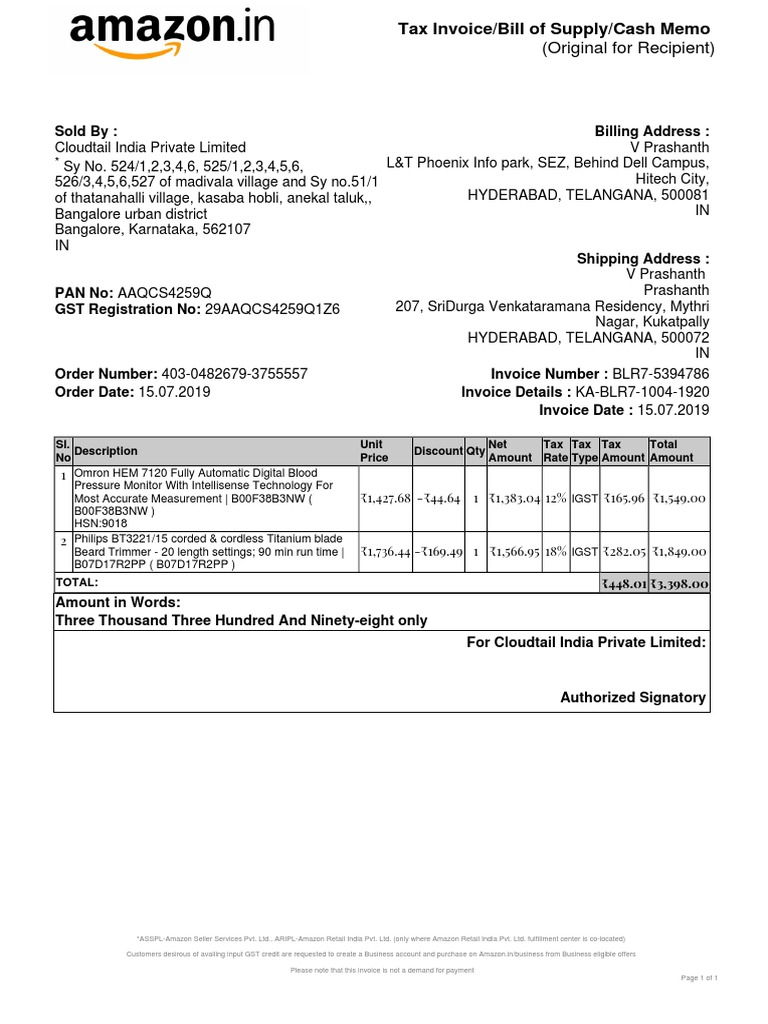 amazon.in
Tax Invoice/Bill of Supply/Cash Memo
(Original for Recipient)
Sold By :
Cloudtail India Private Limited
* Sy No. 524/1,2,3,4,6, 525/1,2,3,4,5,6,
526/3,4,5,6,527 of madivala village and Sy no.51/1
of thatanahalli village, kasaba hobli, anekal taluk,,
Bangalore urban district
Bangalore, Karnataka, 562107
IN
Billing Address :
V Prashanth
L&T Phoenix Info park, SEZ, Behind Dell Campus,
Hitech City,
HYDERABAD, TELANGANA, 500081
IN
PAN No: AAQCS4259Q
GST Registration No: 29AAQCS4259Q1Z6
Shipping Address :
V Prashanth
Prashanth
207, SriDurga Venkataramana Residency, Mythri
Nagar, Kukatpally
HYDERABAD, TELANGANA, 500072
IN
Order Number: 403-0482679-3755557
Order Date: 15.07.2019
Invoice Number : BLR7-5394786
Invoice Details : KA-BLR7-1004-1920
Invoice Date : 15.07.2019
Sl. No Description Unit Price Discount Qty Net Amount Tax Rate Tax Type Tax Amount Total Amount
1 Omron HEM 7120 Fully Automatic Digital Blood
Pressure Monitor With Intellisense Technology For
Most Accurate Measurement | B00F38B3NW (
B00F38B3NW )
HSN:9018
₹1,427.68 -₹44.64 1 ₹1,383.04 12% IGST ₹165.96 ₹1,549.00
2 Philips BT3221/15 corded & cordless Titanium blade
Beard Trimmer - 20 length settings; 90 min run time |
B07D17R2PP ( B07D17R2PP )
₹1,736.44 -₹169.49 1 ₹1,566.95 18% IGST ₹282.05 ₹1,849.00
TOTAL: ₹448.01 ₹3,398.00
Amount in Words:
Three Thousand Three Hundred And Ninety-eight only
For Cloudtail India Private Limited:
Authorized Signatory
*ASSPL-Amazon Seller Services Pvt. Ltd., ARIPL-Amazon Retail India Pvt. Ltd. (only where Amazon Retail India Pvt. Ltd. fulfillment center is co-located)
Customers desirous of availing input GST credit are requested to create a Business account and purchase on Amazon.in/business from Business eligible offers
Please note that this invoice is not a demand for payment
Page 1 of 1